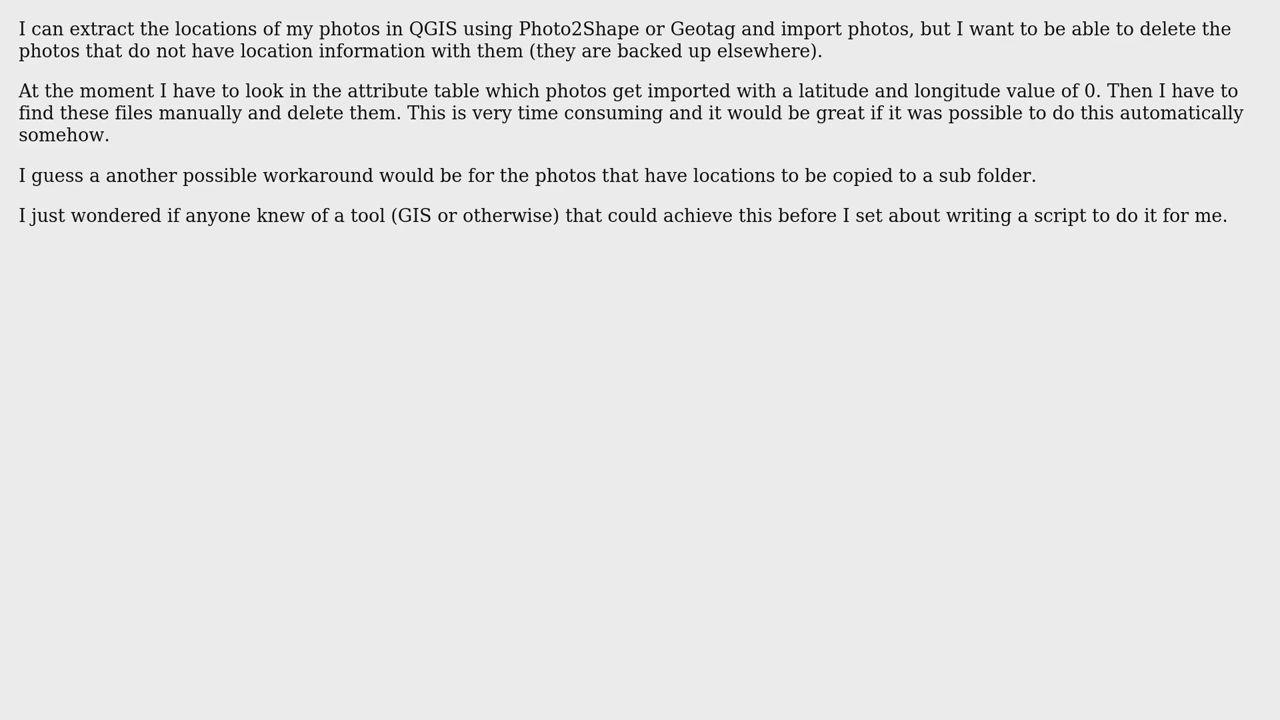 I can extract the locations of my photos in QGIS using Photo2Shape or Geotag and import photos, but I want to be able to delete the
photos that do not have location information with them (they are backed up elsewhere).
At the moment I have to look in the attribute table which photos get imported with a latitude and longitude value of 0. Then I have to
find these files manually and delete them. This is very time consuming and it would be great if it was possible to do this automatically
somehow.
I guess a another possible workaround would be for the photos that have locations to be copied to a sub folder.
I just wondered if anyone knew of a tool (GIS or otherwise) that could achieve this before I set about writing a script to do it for me.